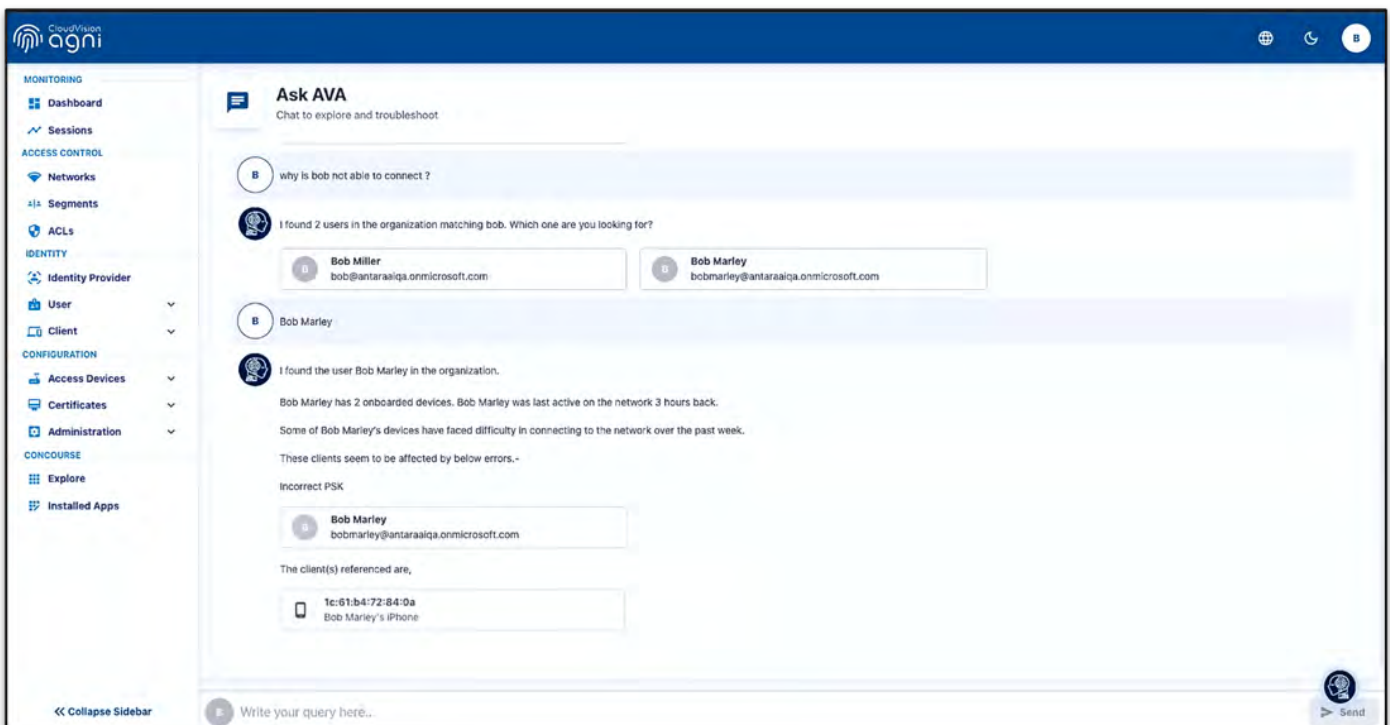 CloudVision
agni
B
MONITORING
Dashboard
Sessions
ACCESS CONTROL
Networks
Segments
ACLs
IDENTITY
Identity Provider
User
Client
CONFIGURATION
Access Devices
Certificates
Administration
CONCOURSE
Explore
Installed Apps
Collapse Sidebar
Ask AVA
Chat to explore and troubleshoot
B
why is bob not able to connect ?
I found 2 users in the organization matching bob. Which one are you looking for?
B
Bob Miller
bob@antaraaiqa.onmicrosoft.com
B
Bob Marley
bobmarley@antaraaiqa.onmicrosoft.com
B
Bob Marley
I found the user Bob Marley in the organization.
Bob Marley has 2 onboarded devices. Bob Marley was last active on the network 3 hours back.
Some of Bob Marley's devices have faced difficulty in connecting to the network over the past week.
These clients seem to be affected by below errors.-
Incorrect PSK
B
Bob Marley
bobmarley@antaraaiqa.onmicrosoft.com
The client(s) referenced are,
1c:61:b4:72:84:0a
Bob Marley's iPhone
B
Write your query here..
Send